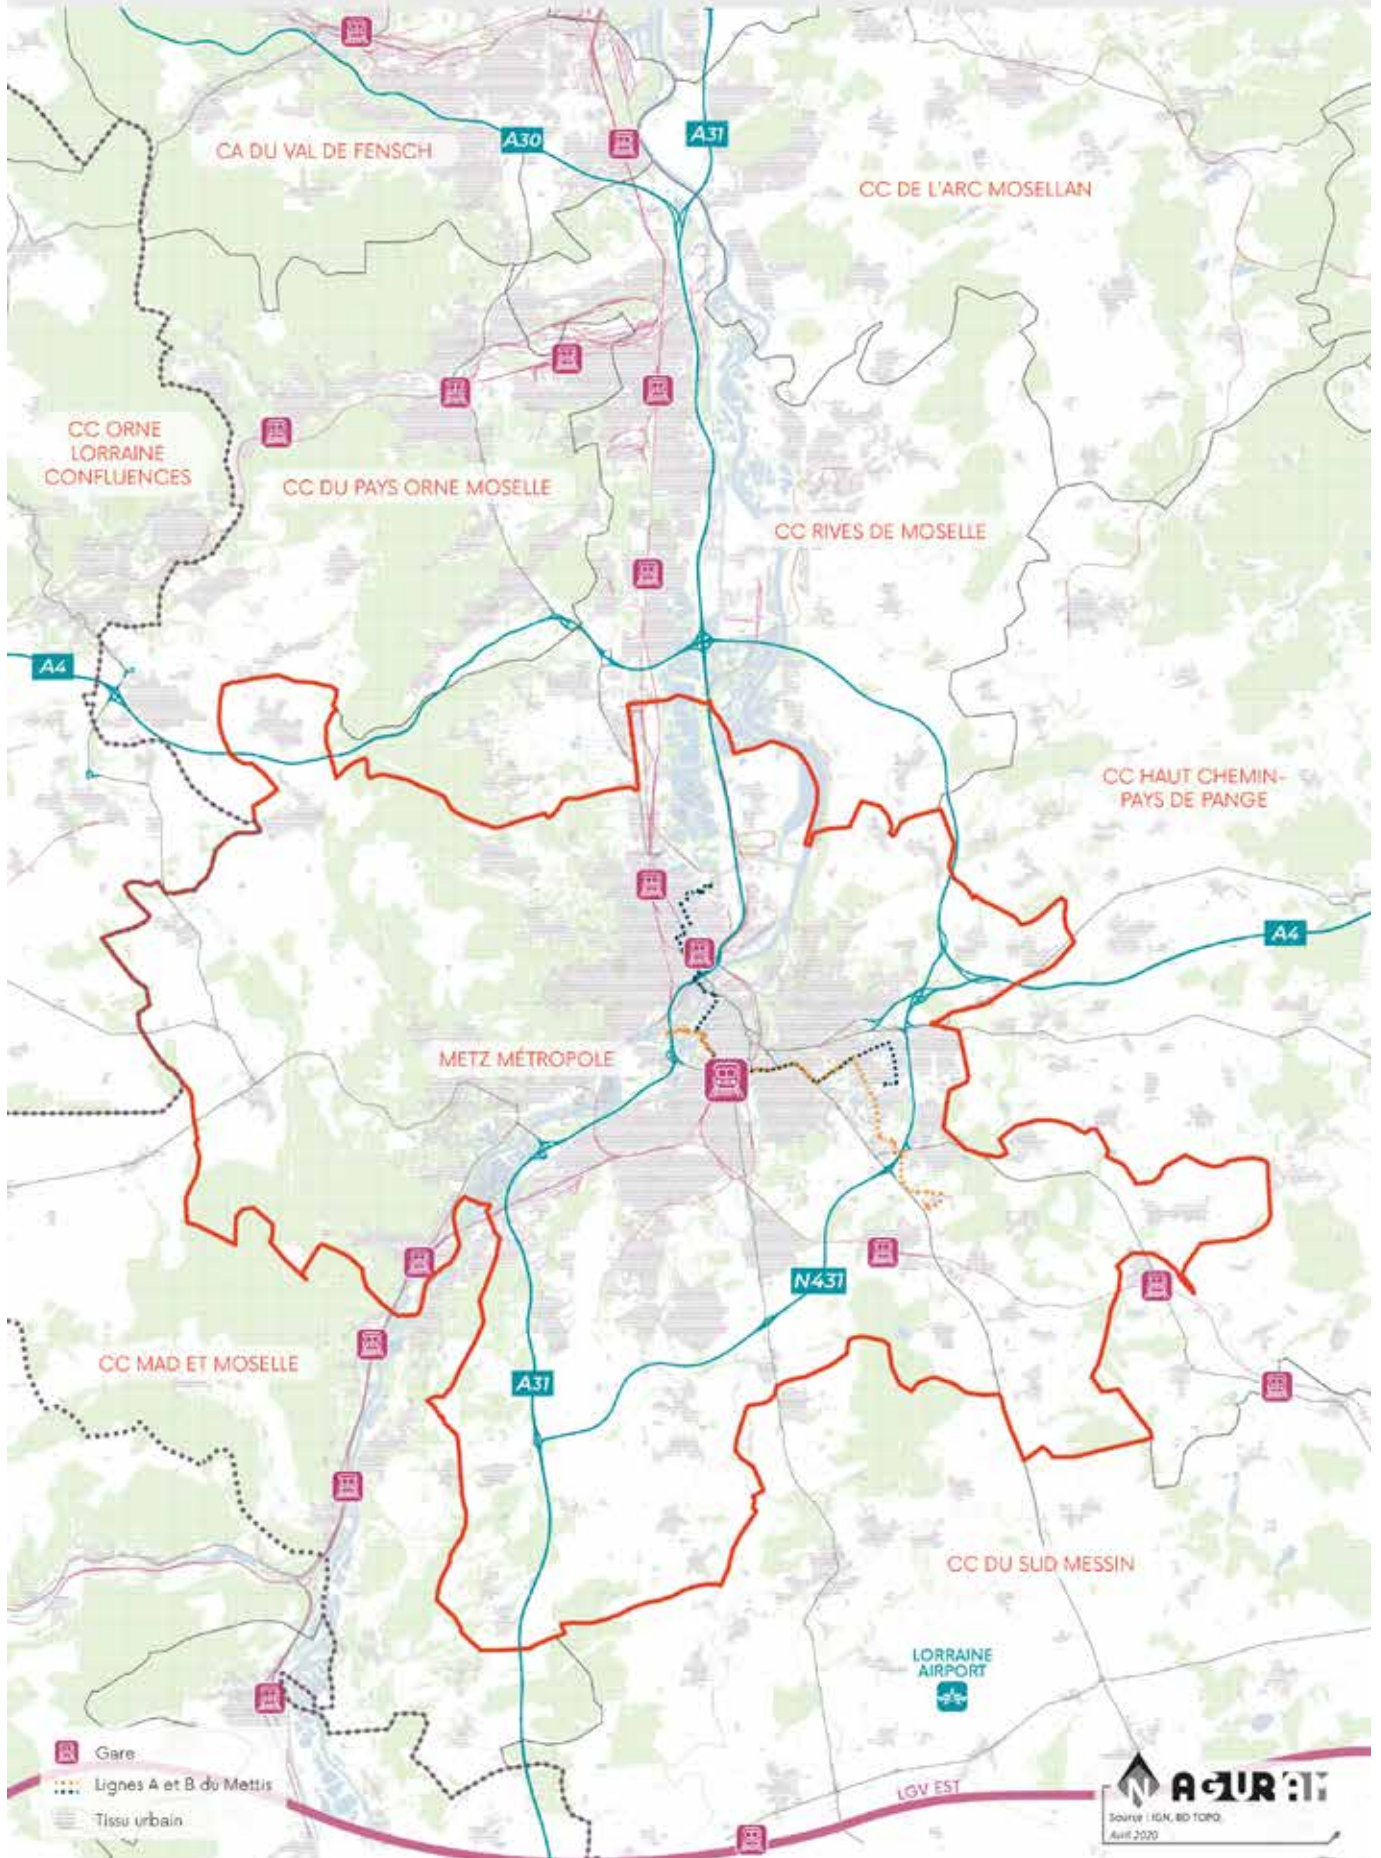 CA DU VAL DE FENSCH
A30
A31
CC DE L'ARC MOSELLAN
CC ORNE
LORRAINE
CONFLUENCES
CC DU PAYS ORNE MOSELLE
CC RIVES DE MOSELLE
A4
CC HAUT CHEMIN-
PAYS DE PANGE
A4
METZ MÉTROPOLE
N431
CC MAD ET MOSELLE
A31
CC DU SUD MESSIN
LORRAINE
AIRPORT
Gare
Lignes A et B du Mettis
Tissu urbain
LGV EST
N
AGURAM
Source : IGN, BD TOPO,
Avril 2020